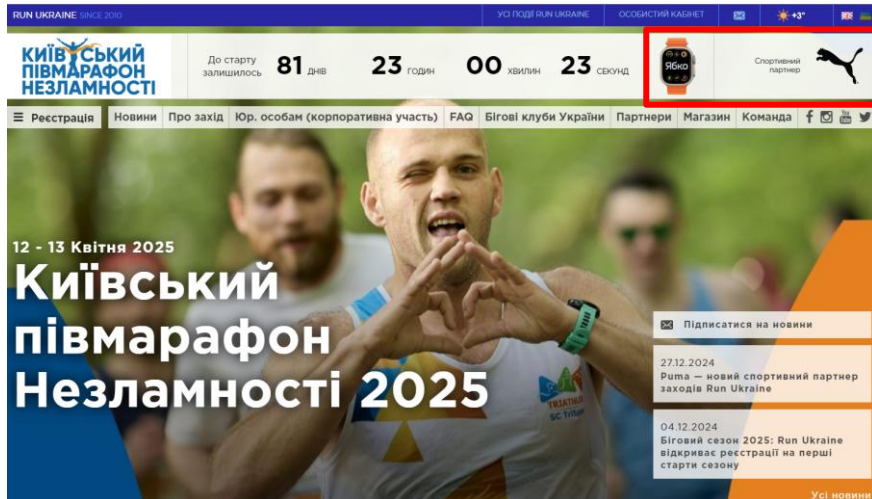 RUN UKRAINE SINCE 2010
УСІ ПОДІЇ RUN UKRAINE
ОСОБИСТИЙ КАБІНЕТ
+3°
КИЇВСЬКИЙ
ПІВМАРАФОН
НЕЗЛАМНОСТІ
До старту
залишилось
81 днів
23 годин
00 хвилин
23 секунд
Ябко
Спортивний
партнер
Реєстрація
Новини
Про захід
Юр. особам (корпоративна участь)
FAQ
Бігові клуби України
Партнери
Магазин
Команда
12 - 13 Квітня 2025
Київський
півмарафон
Незламності 2025
TRIATHLON
Підписатися на новини
27.12.2024
Puma — новий спортивний партнер
заходів Run Ukraine
04.12.2024
Біговий сезон 2025: Run Ukraine
відкриває реєстрації на перші
старти сезону
Усі новини